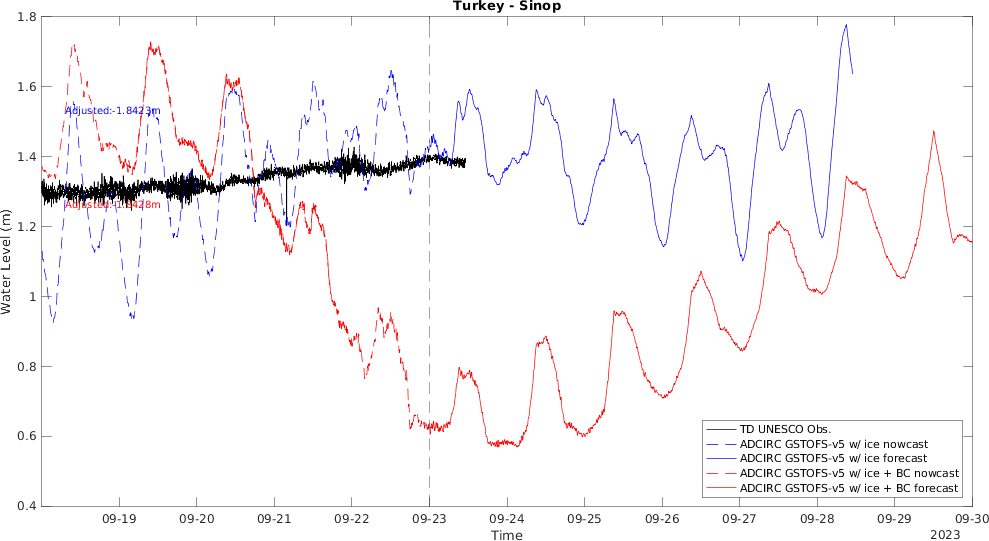 Turkey - Sinop
1.8
1.6
1.4
1.2
1
0.8
0.6
0.4
Water Level (m)
Adjusted:-1.8423m
TD UNESCO Obs.
ADCIRC GSTOFS-v5 w/ ice nowcast
ADCIRC GSTOFS-v5 w/ ice forecast
ADCIRC GSTOFS-v5 w/ ice + BC nowcast
ADCIRC GSTOFS-v5 w/ ice + BC forecast
09-19 09-20 09-21 09-22 09-23 09-24 09-25 09-26 09-27 09-28 09-29 09-30
Time
2023